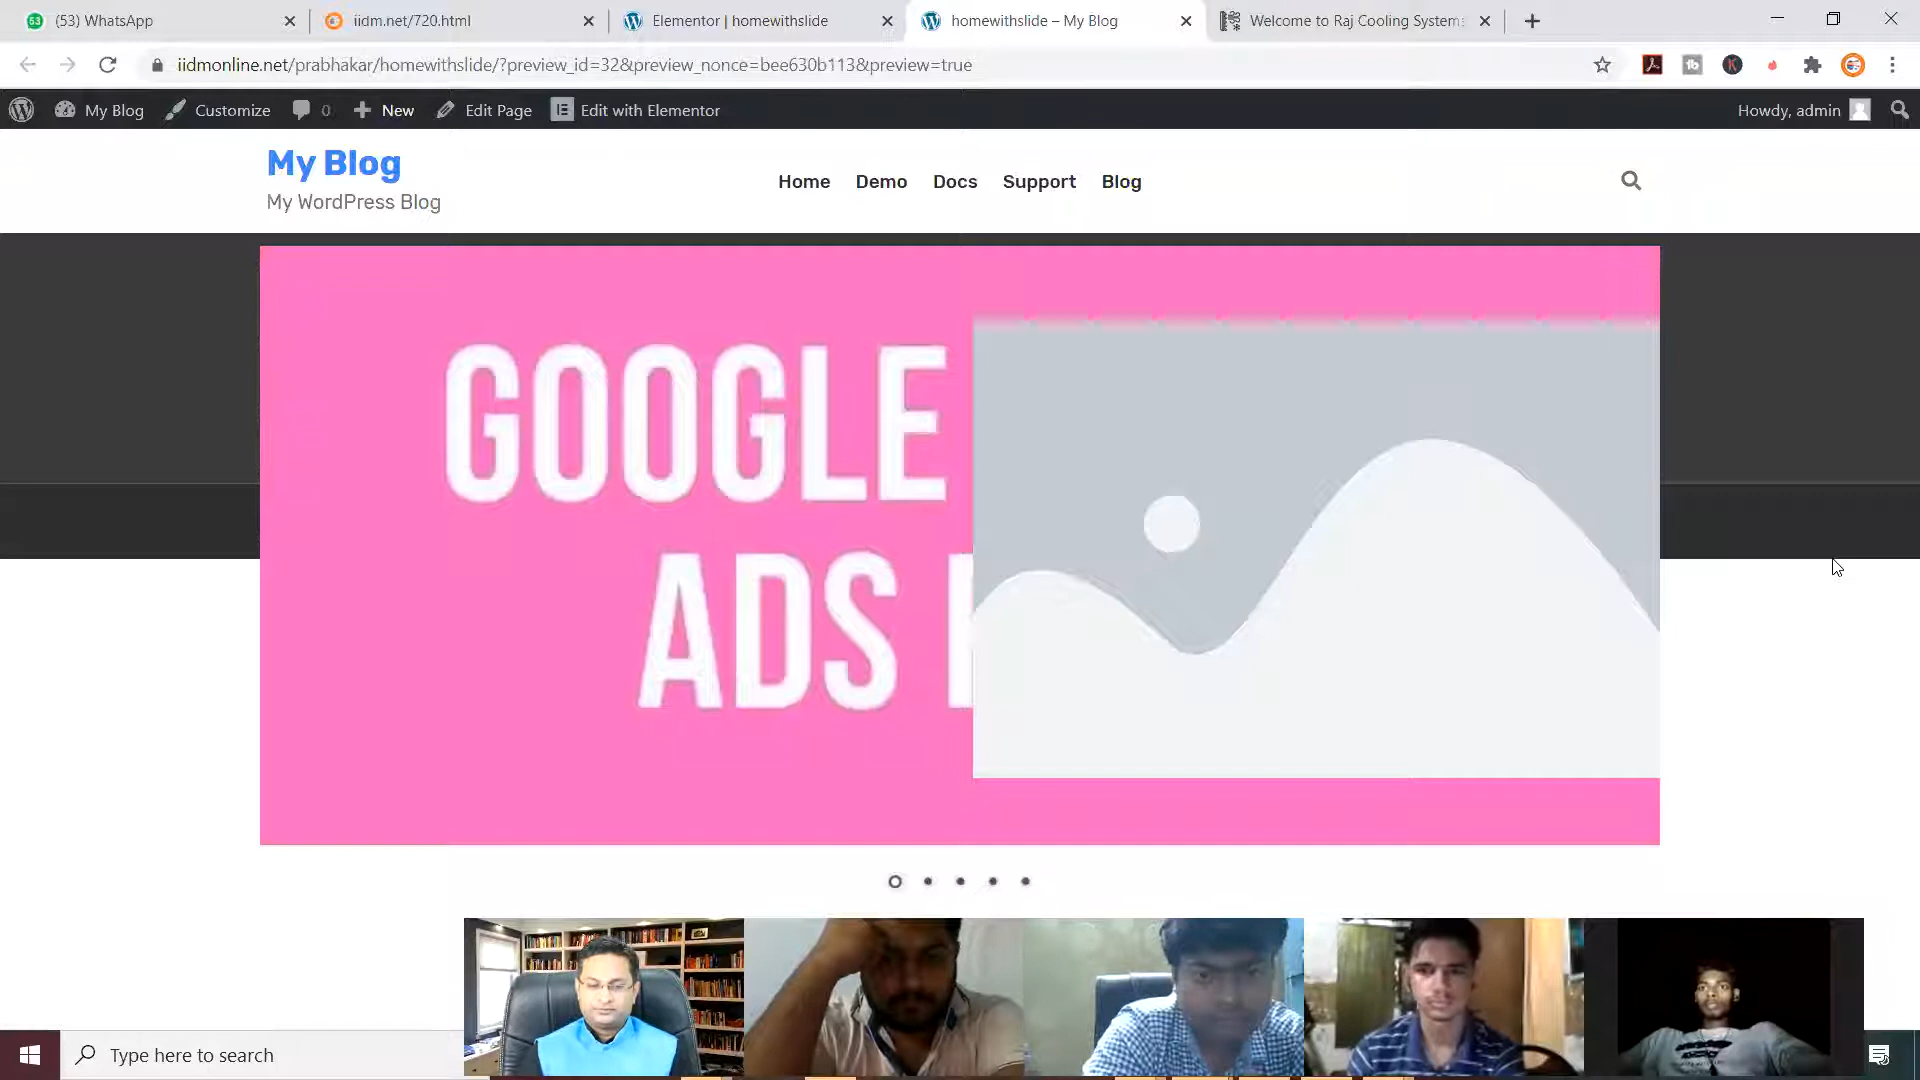 (53) WhatsApp
iidm.net/720.html
Elementor | homewithslide
homewithslide – My Blog
Welcome to Raj Cooling Systems
iidmonline.net/prabhakar/homewithslide/?preview_id=32&preview_nonce=bee630b113&preview=true
My Blog
Customize
0
New
Edit Page
Edit with Elementor
Howdy, admin
My Blog
My WordPress Blog
Home
Demo
Docs
Support
Blog
GOOGLE
ADS
Type here to search